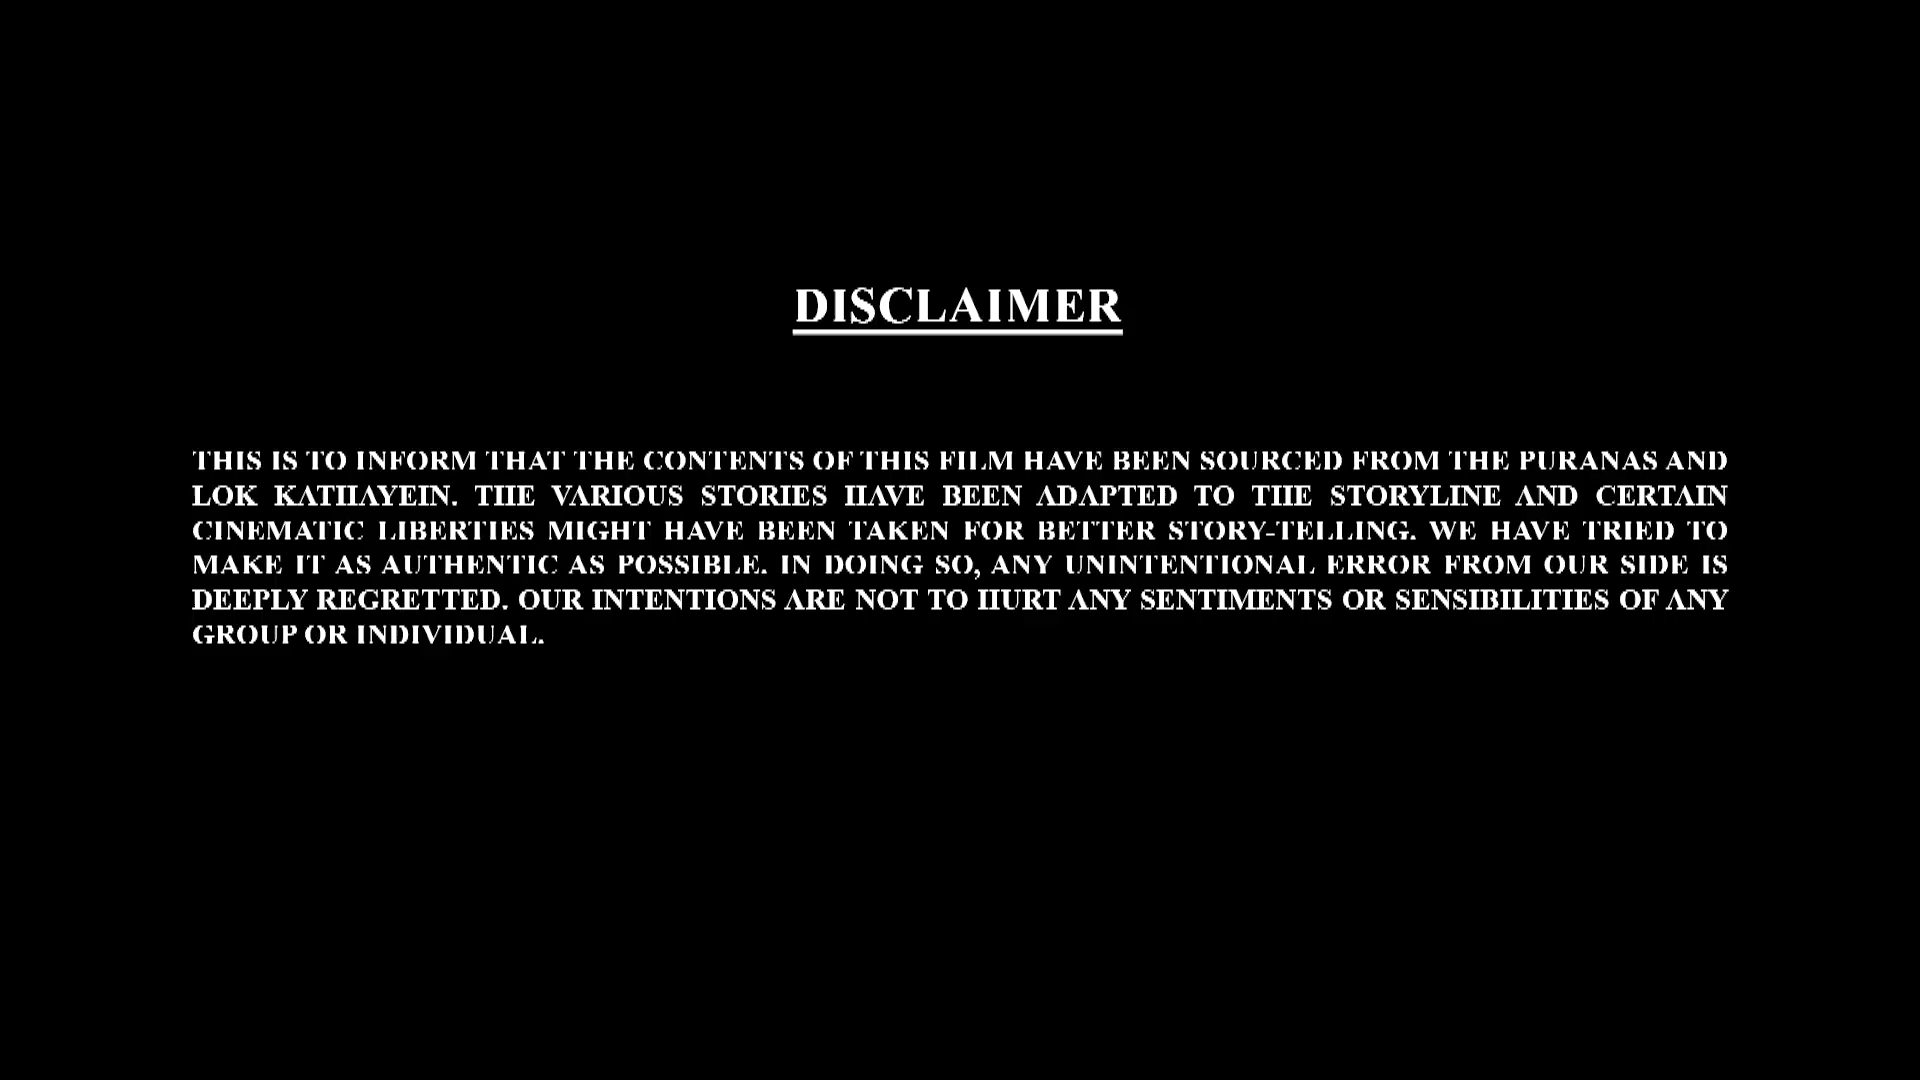 DISCLAIMER
THIS IS TO INFORM THAT THE CONTENTS OF THIS FILM HAVE BEEN SOURCED FROM THE PURANAS AND
LOK KATHAYEIN. THE VARIOUS STORIES HAVE BEEN ADAPTED TO THE STORYLINE AND CERTAIN
CINEMATIC LIBERTIES MIGHT HAVE BEEN TAKEN FOR BETTER STORY-TELLING. WE HAVE TRIED TO
MAKE IT AS AUTHENTIC AS POSSIBLE. IN DOING SO, ANY UNINTENTIONAL ERROR FROM OUR SIDE IS
DEEPLY REGRETTED. OUR INTENTIONS ARE NOT TO HURT ANY SENTIMENTS OR SENSIBILITIES OF ANY
GROUP OR INDIVIDUAL.